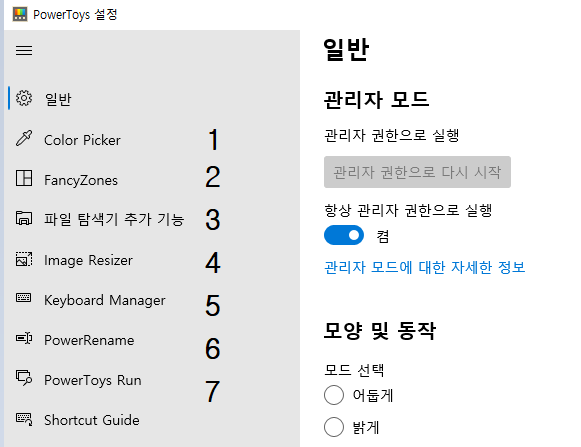 PowerToys 설정
일반
Color Picker 1
FancyZones 2
파일 탐색기 추가 기능 3
Image Resizer 4
Keyboard Manager 5
PowerRename 6
PowerToys Run 7
Shortcut Guide
일반
관리자 모드
관리자 권한으로 실행
관리자 권한으로 다시 시작
항상 관리자 권한으로 실행
켬
관리자 모드에 대한 자세한 정보
모양 및 동작
모드 선택
어둡게
밝게